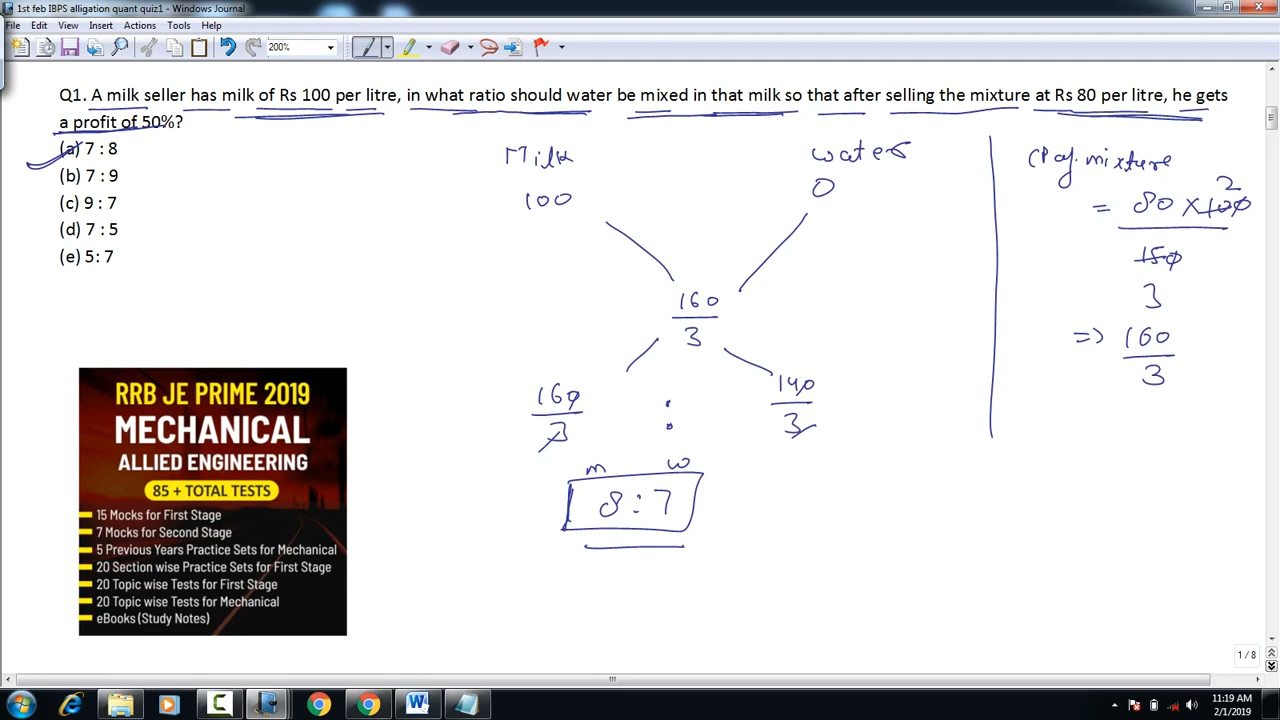 1st feb IBPS alligation quant quiz1 - Windows Journal
File Edit View Insert Actions Tools Help
200%
Q1. A milk seller has milk of Rs 100 per litre, in what ratio should water be mixed in that milk so that after selling the mixture at Rs 80 per litre, he gets
a profit of 50%?
(a) 7 : 8
(b) 7 : 9
(c) 9 : 7
(d) 7 : 5
(e) 5: 7
Milk water
100 0
160
3
160 : 140
3 3
m w
8 : 7
CP of. mixture
= 80 × 100 2
150
3
=> 160
3
RRB JE PRIME 2019
MECHANICAL
ALLIED ENGINEERING
85 + TOTAL TESTS
15 Mocks for First Stage
7 Mocks for Second Stage
5 Previous Years Practice Sets for Mechanical
20 Section wise Practice Sets for First Stage
20 Topic wise Tests for First Stage
20 Topic wise Tests for Mechanical
eBooks (Study Notes)
1 / 8
11:19 AM
2/1/2019